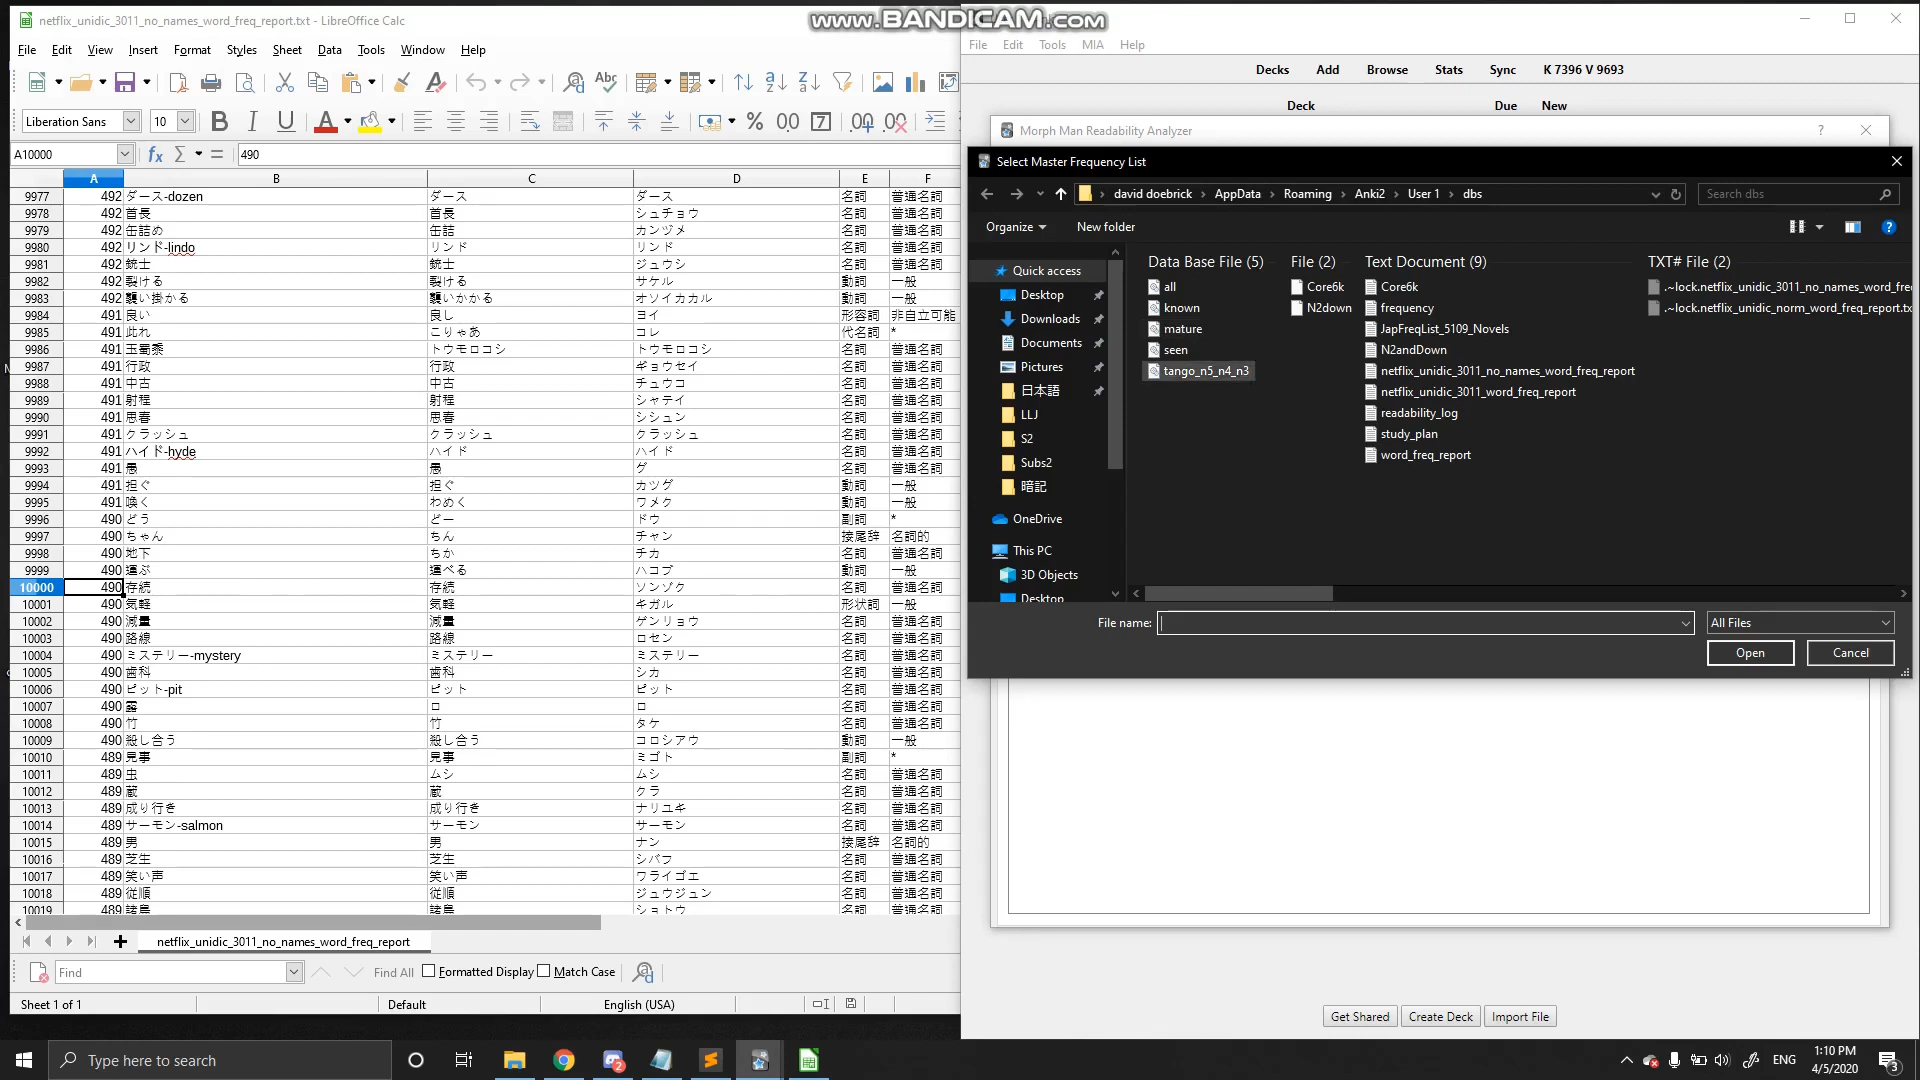 netflix_unidic_3011_no_names_word_freq_report.txt - LibreOffice Calc
www.BANDICAM.com
File Edit View Insert Format Styles Sheet Data Tools Window Help
Liberation Sans 10
A10000 490
A B C D E F
9977 492 ダース-dozen ダース ダース 名詞 普通名詞
9978 492 首長 首長 シュチョウ 名詞 普通名詞
9979 492 缶詰め 缶詰 カンヅメ 名詞 普通名詞
9980 492 リンド-lindo リンド リンド 名詞 普通名詞
9981 492 銃士 銃士 ジュウシ 名詞 普通名詞
9982 492 裂ける 裂ける サケル 動詞 一般
9983 492 襲い掛かる 襲いかかる オソイカカル 動詞 一般
9984 491 良い 良し ヨイ 形容詞 非自立可能
9985 491 此れ こりゃあ コレ 代名詞 *
9986 491 玉蜀黍 トウモロコシ トウモロコシ 名詞 普通名詞
9987 491 行政 行政 ギョウセイ 名詞 普通名詞
9988 491 中古 中古 チュウコ 名詞 普通名詞
9989 491 射程 射程 シャテイ 名詞 普通名詞
9990 491 思春 思春 シシュン 名詞 普通名詞
9991 491 クラッシュ クラッシュ クラッシュ 名詞 普通名詞
9992 491 ハイド-hyde ハイド ハイド 名詞 普通名詞
9993 491 愚 愚 グ 名詞 普通名詞
9994 491 担ぐ 担ぐ カツグ 動詞 一般
9995 491 喚く わめく ワメク 動詞 一般
9996 490 どう どー ドウ 副詞 *
9997 490 ちゃん ちん チャン 接尾辞 名詞的
9998 490 地下 ちか チカ 名詞 普通名詞
9999 490 運ぶ 運べる ハコブ 動詞 一般
10000 490 存続 存続 ソンゾク 名詞 普通名詞
10001 490 気軽 気軽 キガル 形状詞 一般
10002 490 減量 減量 ゲンリョウ 名詞 普通名詞
10003 490 路線 路線 ロセン 名詞 普通名詞
10004 490 ミステリー-mystery ミステリー ミステリー 名詞 普通名詞
10005 490 歯科 歯科 シカ 名詞 普通名詞
10006 490 ピット-pit ピット ピット 名詞 普通名詞
10007 490 露 ロ ロ 名詞 普通名詞
10008 490 竹 竹 タケ 名詞 普通名詞
10009 490 殺し合う 殺し合う コロシアウ 動詞 一般
10010 489 見事 見事 ミゴト 副詞 *
10011 489 虫 ムシ ムシ 名詞 普通名詞
10012 489 蔵 蔵 クラ 名詞 普通名詞
10013 489 成り行き 成り行き ナリユキ 名詞 普通名詞
10014 489 サーモン-salmon サーモン サーモン 名詞 普通名詞
10015 489 男 男 ナン 接尾辞 名詞的
10016 489 芝生 芝生 シバフ 名詞 普通名詞
10017 489 笑い声 笑い声 ワライゴエ 名詞 普通名詞
10018 489 従順 従順 ジュウジュン 名詞 普通名詞
10019 489 諸島 諸島 ショトウ 名詞 普通名詞
netflix_unidic_3011_no_names_word_freq_report
Find Find All Formatted Display Match Case
Sheet 1 of 1 Default English (USA)
File Edit Tools MIA Help
Decks Add Browse Stats Sync K 7396 V 9693
Deck Due New
Morph Man Readability Analyzer ?
Select Master Frequency List
david doebrick AppData Roaming Anki2 User 1 dbs Search dbs
Organize New folder
Quick access
Desktop
Downloads
Documents
Pictures
日本語
LLJ
S2
Subs2
暗記
OneDrive
This PC
3D Objects
Desktop
Data Base File (5)
all
known
mature
seen
tango_n5_n4_n3
File (2)
Core6k
N2down
Text Document (9)
Core6k
frequency
JapFreqList_5109_Novels
N2andDown
netflix_unidic_3011_no_names_word_freq_report
netflix_unidic_3011_word_freq_report
readability_log
study_plan
word_freq_report
TXT# File (2)
.~lock.netflix_unidic_3011_no_names_word_fre
.~lock.netflix_unidic_norm_word_freq_report.tx
File name: All Files
Open Cancel
Get Shared Create Deck Import File
Type here to search
2
ENG 1:10 PM
4/5/2020
3